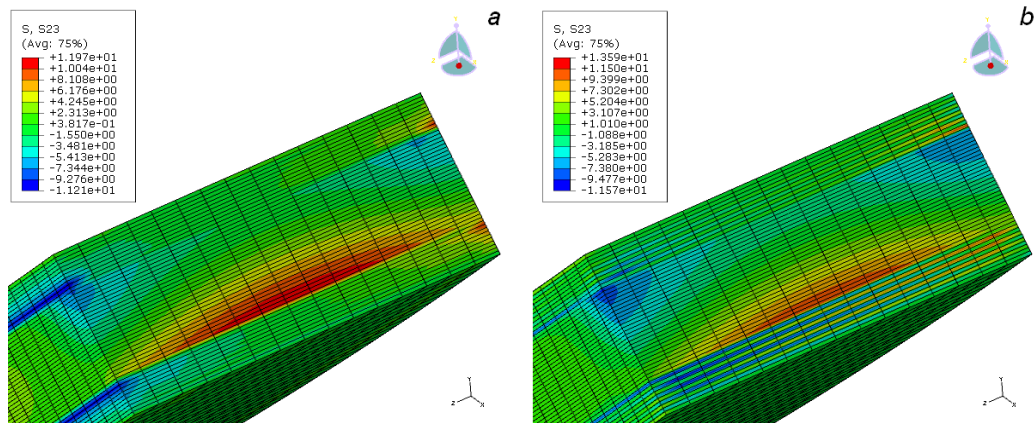 a
S, S23
(Avg: 75%)
+1.197e+01
+1.004e+01
+8.108e+00
+6.176e+00
+4.245e+00
+2.313e+00
+3.817e-01
-1.550e+00
-3.481e+00
-5.413e+00
-7.344e+00
-9.276e+00
-1.121e+01
Y
Z
Y
Z
X
b
S, S23
(Avg: 75%)
+1.359e+01
+1.150e+01
+9.399e+00
+7.302e+00
+5.204e+00
+3.107e+00
+1.010e+00
-1.088e+00
-3.185e+00
-5.283e+00
-7.380e+00
-9.477e+00
-1.157e+01
Y
Z
Y
Z
X